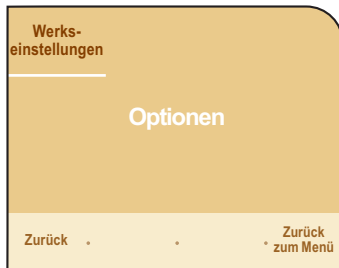 Werks-
einstellungen
Optionen
Zurück
Zurück
zum Menü